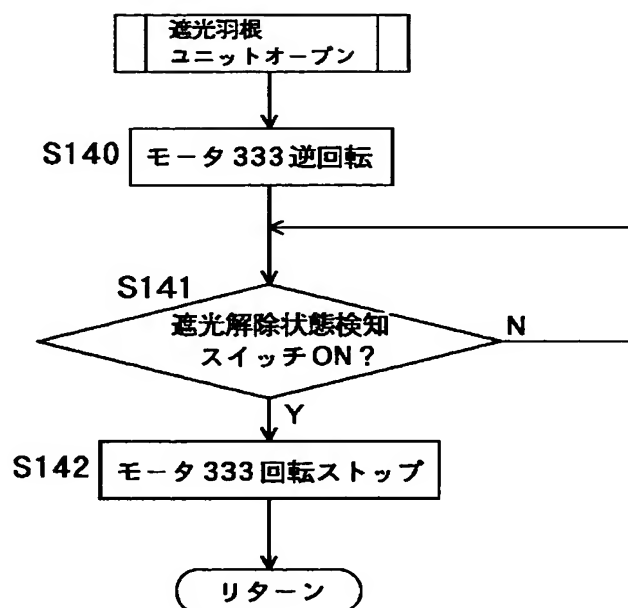 遮光羽根
ユニットオープン
S140
モータ333逆回転
S141
遮光解除状態検知
スイッチON?
N
Y
S142
モータ333回転ストップ
リターン